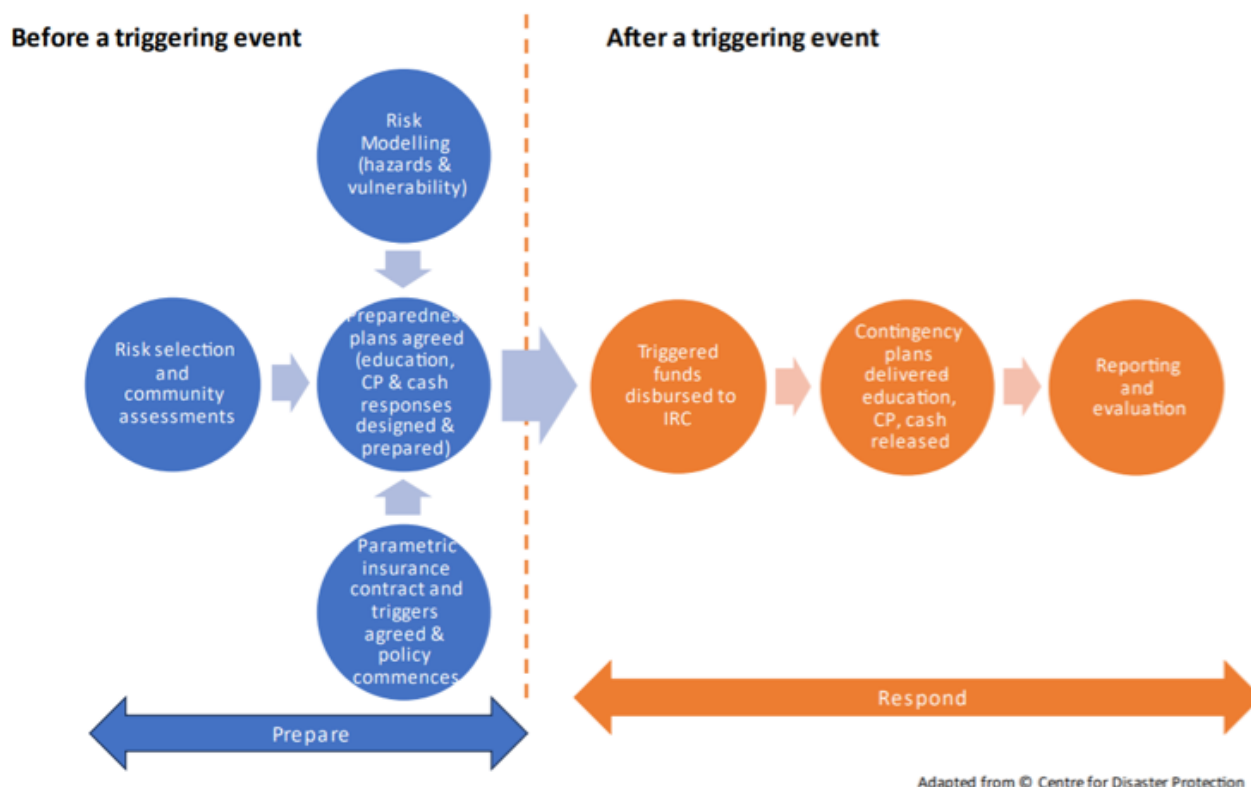 Before a triggering event
After a triggering event
Risk
Modelling
(hazards &
vulnerability)
Risk selection
and
community
assessments
Preparednes
plans agreed
(education,
CP & cash
responses
designed &
prepared)
Parametric
insurance
contract and
triggers
agreed &
policy
commences
Triggered
funds
disbursed to
IRC
Contingency
plans
delivered-
education,
CP, cash
released
Reporting
and
evaluation
Prepare
Respond
Adapted from © Centre for Disaster Protection